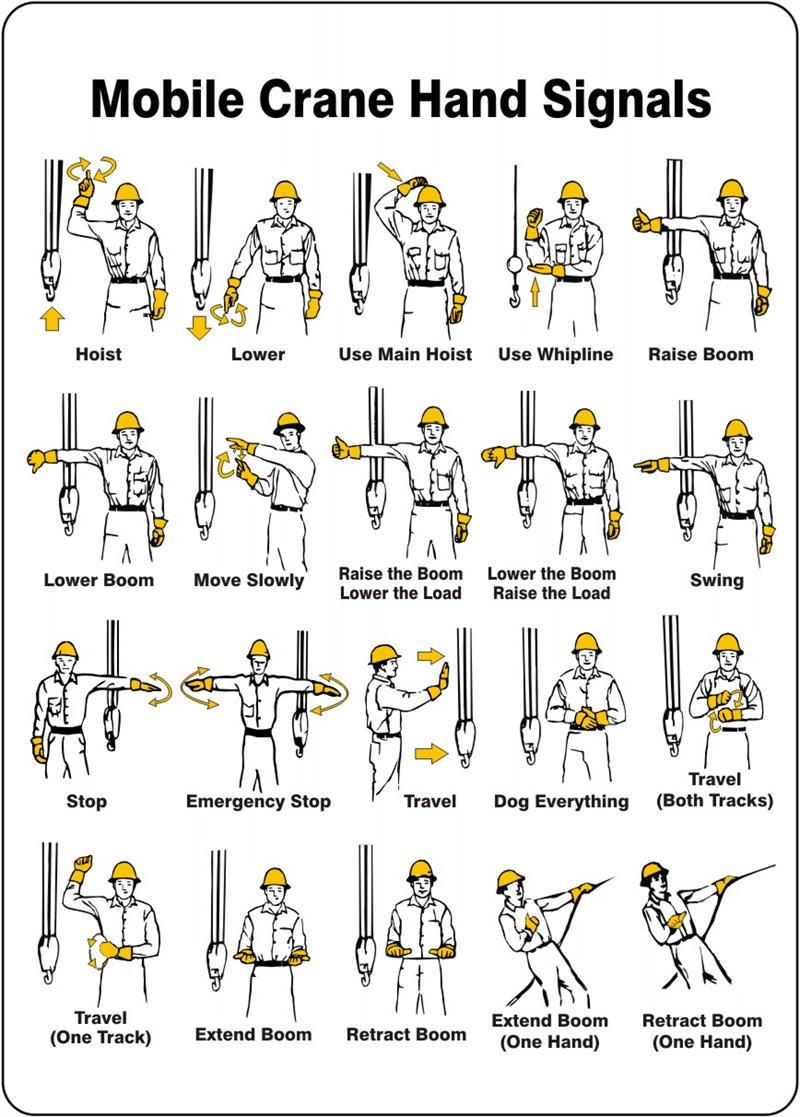 Mobile Crane Hand Signals
Hoist
Lower
Use Main Hoist
Use Whipline
Raise Boom
Lower Boom
Move Slowly
Raise the Boom
Lower the Load
Lower the Boom
Raise the Load
Swing
Stop
Emergency Stop
Travel
Dog Everything
Travel
(Both Tracks)
Travel
(One Track)
Extend Boom
Retract Boom
Extend Boom
(One Hand)
Retract Boom
(One Hand)